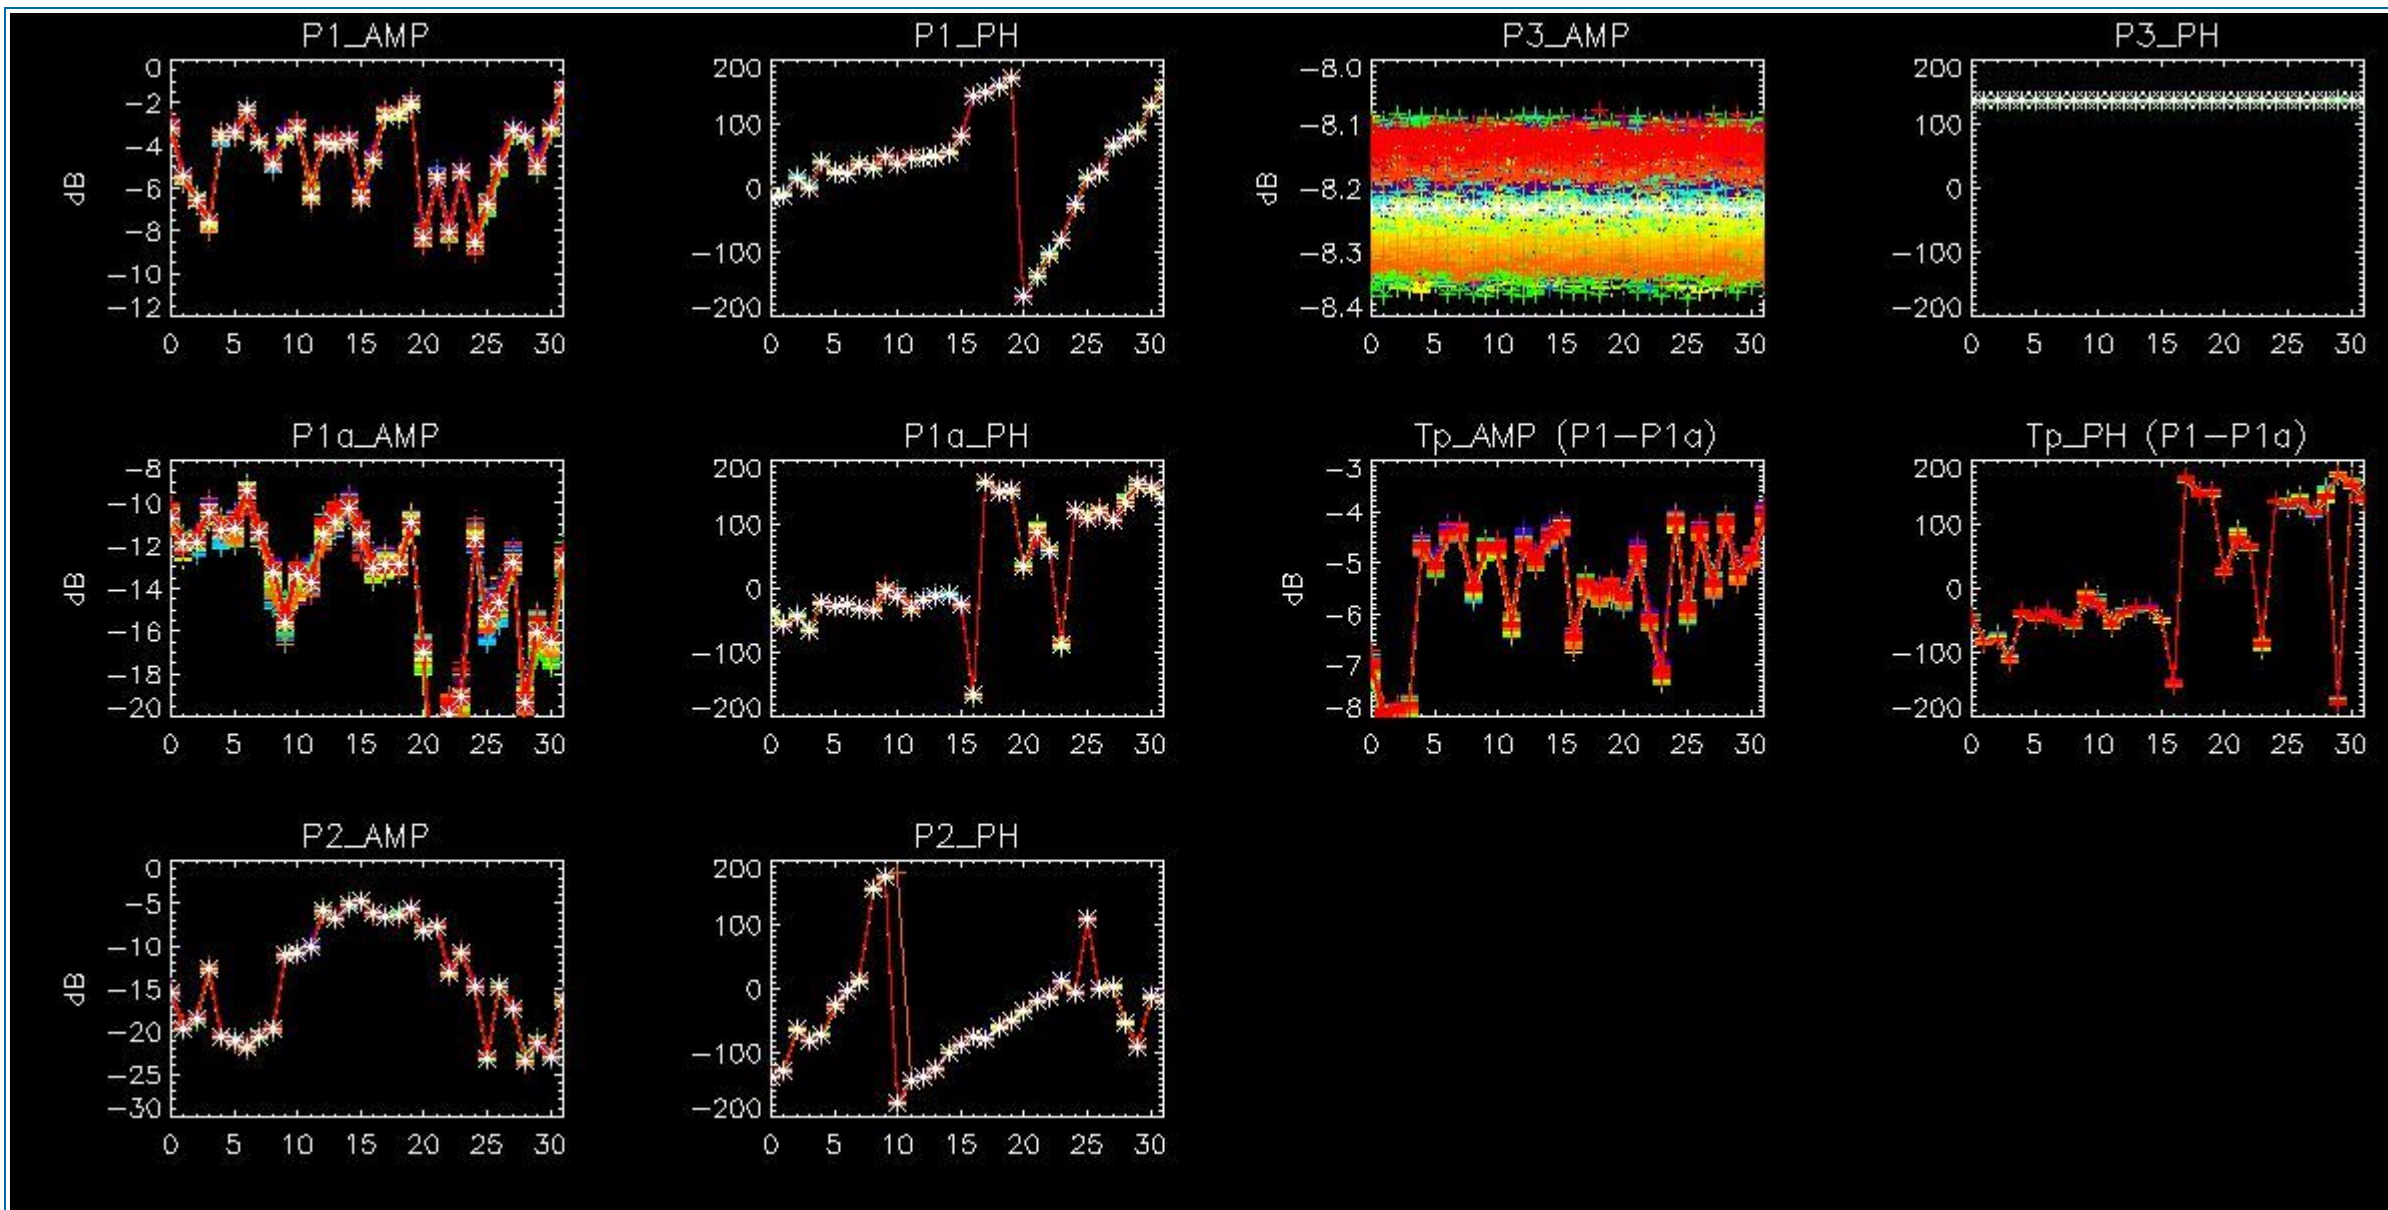 P1_AMP P1_PH P3_AMP P3_PH
0 200 -8.0 200
-2 100 -8.1 100
-4 0 -8.2 0
-6 -100 -8.3 -100
-8 -200 -8.4 -200
-10
-12
dB dB
0 5 10 15 20 25 30 0 5 10 15 20 25 30 0 5 10 15 20 25 30 0 5 10 15 20 25 30
P1a_AMP P1a_PH Tp_AMP (P1-P1a) Tp_PH (P1-P1a)
-8 200 -3 200
-10 100 -4 100
-12 0 -5 0
-14 -100 -6 -100
-16 -200 -7 -200
-18 -8
-20
dB dB
0 5 10 15 20 25 30 0 5 10 15 20 25 30 0 5 10 15 20 25 30 0 5 10 15 20 25 30
P2_AMP P2_PH
0 200
-5 100
-10 0
-15 -100
-20 -200
-25
-30
dB
0 5 10 15 20 25 30 0 5 10 15 20 25 30